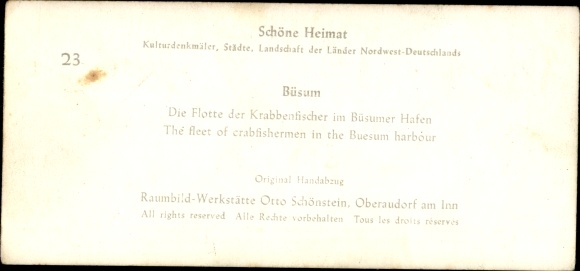 Schöne Heimat
Kulturdenkmäler, Städte, Landschaft der Länder Nordwest-Deutschlands
23
Büsum
Die Flotte der Krabbenfischer im Büsumer Hafen
The fleet of crabfishermen in the Buesum harbour
Original Handabzug
Raumbild-Werkstätte Otto Schönstein, Oberaudorf am Inn
All rights reserved Alle Rechte vorbehalten Tous les droits réservés